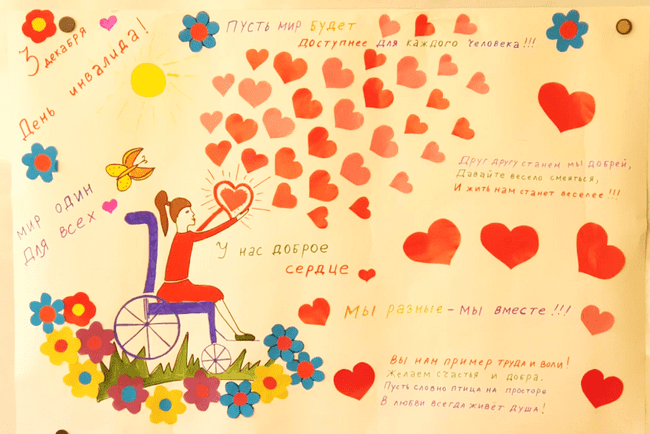 3 декабря
День инвалида!
Пусть мир будет
доступнее для каждого человека!!!
Мир один
для всех
Друг другу станем мы добрей,
Давайте весело смеяться,
И жить нам станет веселее!!!
У нас доброе
сердце
Мы разные - мы вместе!!!
Вы нам пример труда и воли!
Желаем счастья и добра.
Пусть словно птица на просторе
В любви всегда живёт душа!